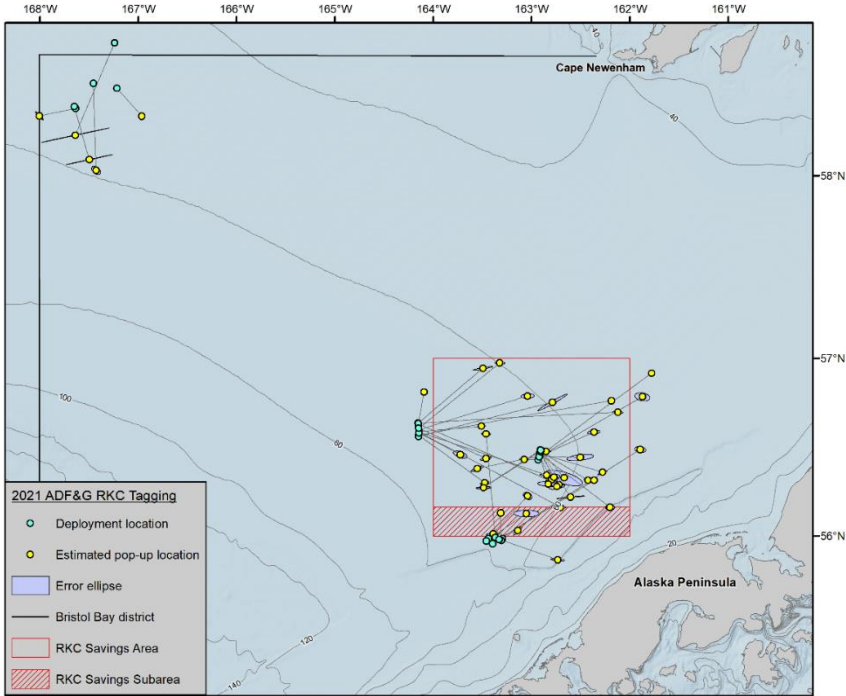 168°W 167°W 166°W 165°W 164°W 163°W 162°W 161°W
40
Cape Newenham
40
58°N
57°N
100
80
60
56°N
20
2021 ADF&G RKC Tagging
Deployment location
Estimated pop-up location
Error ellipse
Bristol Bay district
RKC Savings Area
RKC Savings Subarea
Alaska Peninsula
120
140